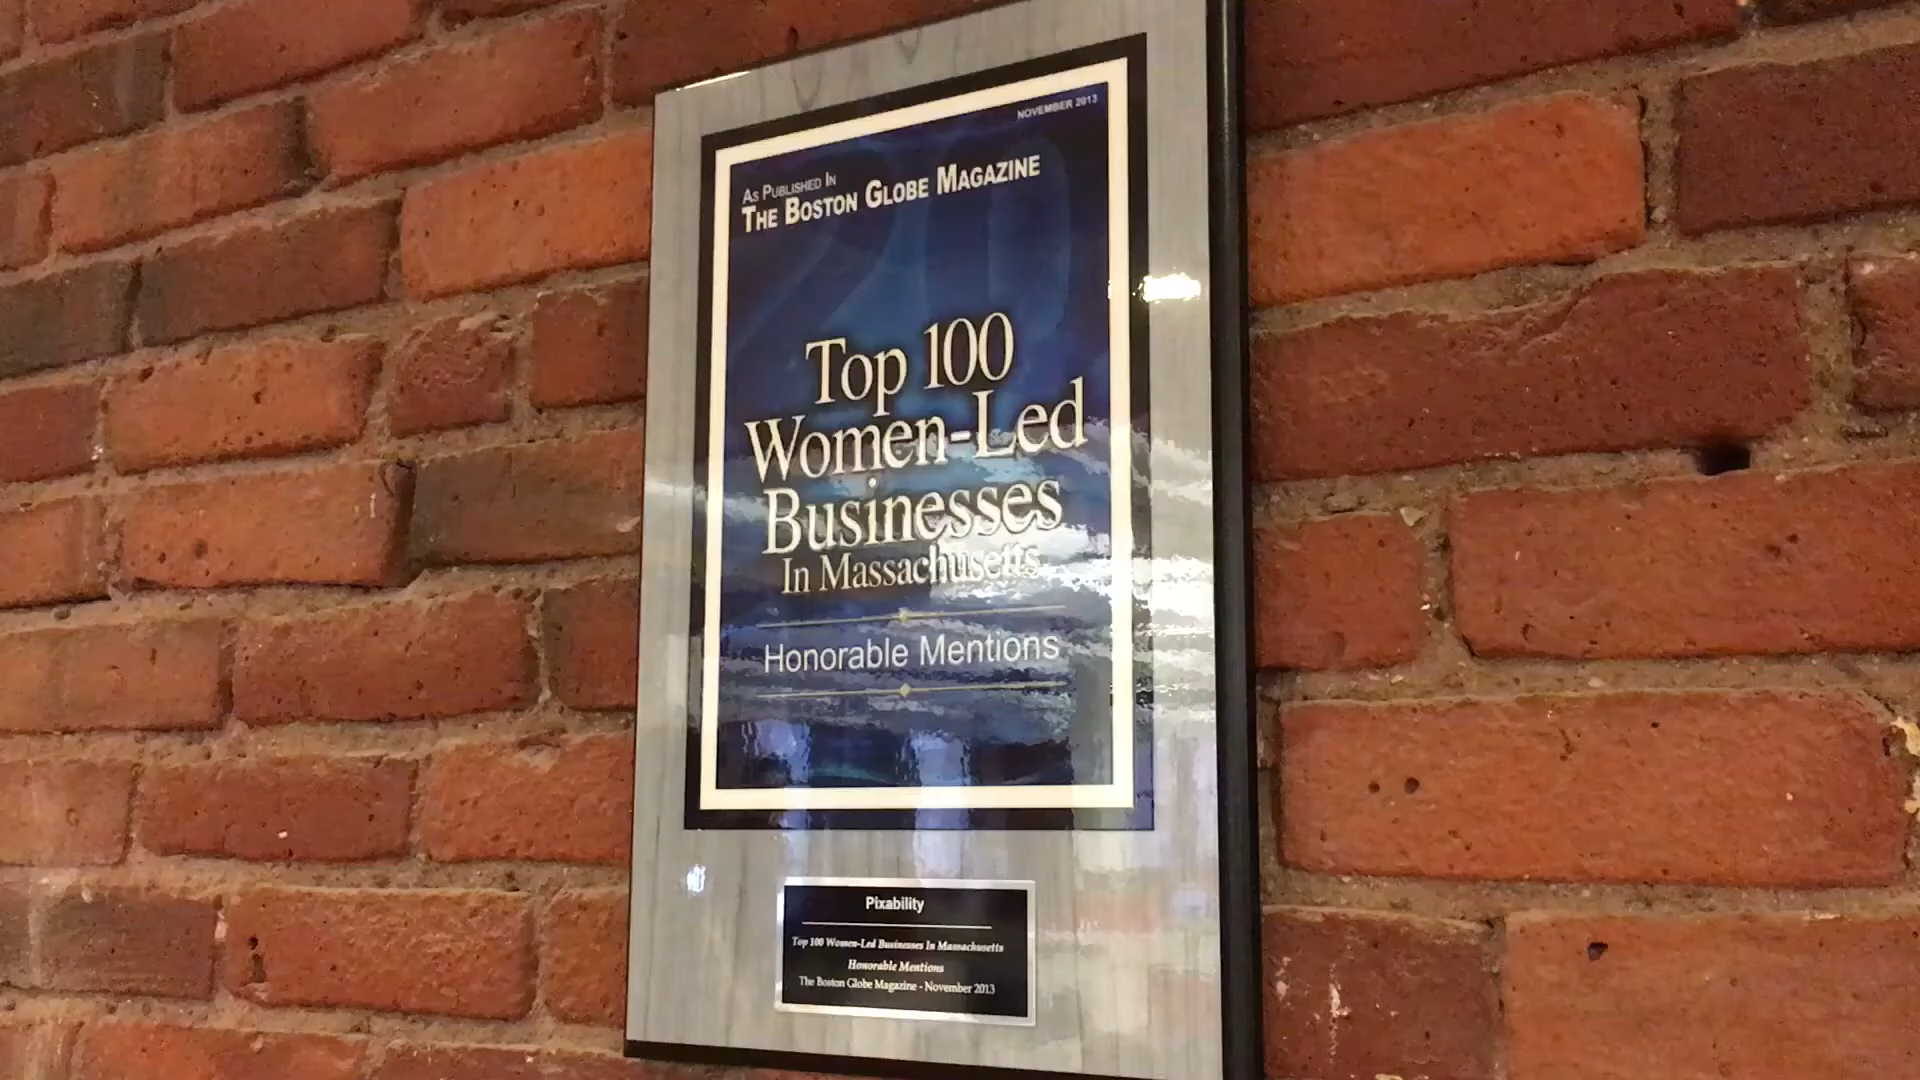 NOVEMBER 2013
AS PUBLISHED IN
THE BOSTON GLOBE MAGAZINE
Top 100
Women-Led
Businesses
In Massachusetts
Honorable Mentions
Pixability
Top 100 Women-Led Businesses In Massachusetts
Honorable Mentions
The Boston Globe Magazine - November 2013